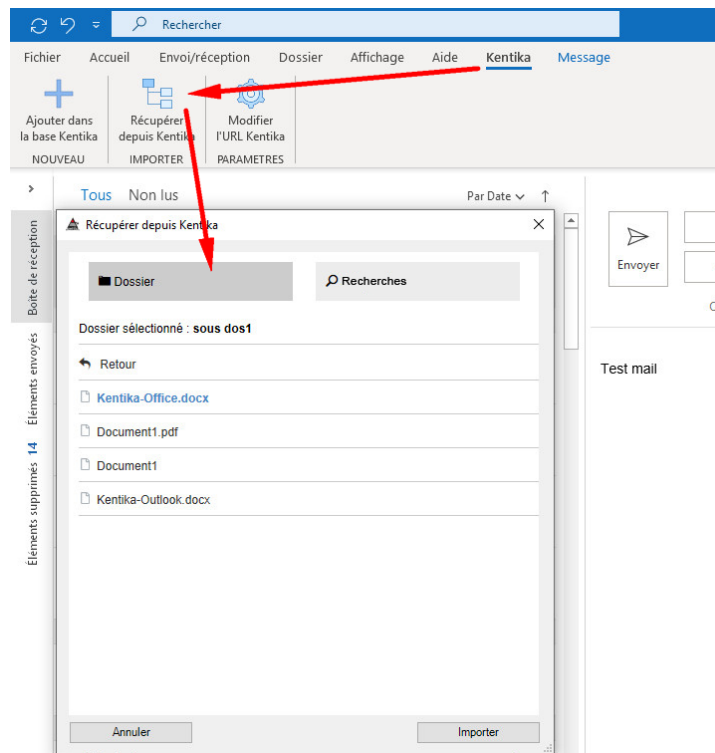 Rechercher
Fichier Accueil Envoi/réception Dossier Affichage Aide Kentika Message
Ajouter dans
la base Kentika
NOUVEAU
Récupérer
depuis Kentika
IMPORTER
Modifier
l'URL Kentika
PARAMETRES
Tous Non lus Par Date
Boîte de réception
Éléments envoyés
Éléments supprimés 14
Récupérer depuis Kentika
Dossier Recherches
Dossier sélectionné : sous dos1
Retour
Kentika-Office.docx
Document1.pdf
Document1
Kentika-Outlook.docx
Annuler Importer
Envoyer
Test mail